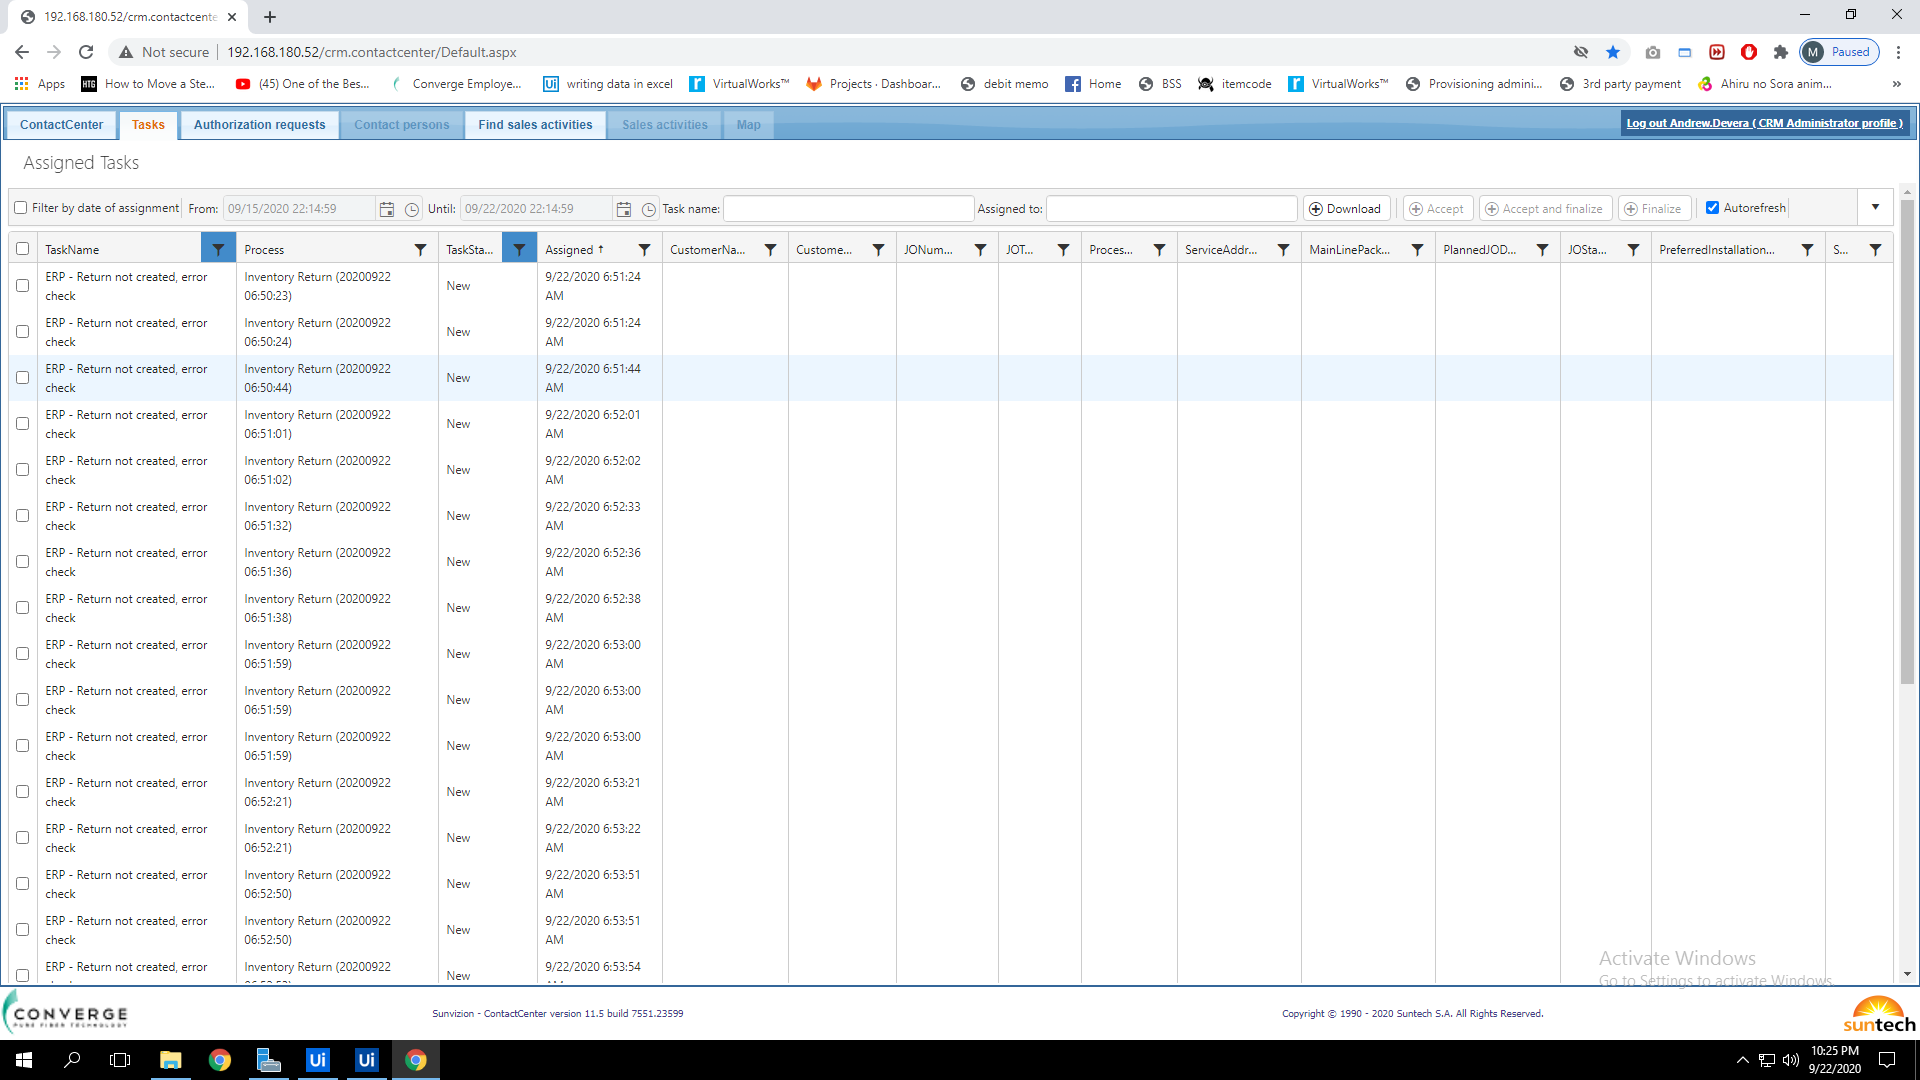 192.168.180.52/crm.contactcente
Not secure 192.168.180.52/crm.contactcenter/Default.aspx M Paused
Apps HTG How to Move a Ste... (45) One of the Bes... Converge Employe... Ui writing data in excel VirtualWorks™ Projects · Dashboar... debit memo Home BSS itemcode VirtualWorks™ Provisioning admini... 3rd party payment Ahiru no Sora anim... »
ContactCenter Tasks Authorization requests Contact persons Find sales activities Sales activities Map Log out Andrew.Devera ( CRM Administrator profile )
Assigned Tasks
Filter by date of assignment From: 09/15/2020 22:14:59 Until: 09/22/2020 22:14:59 Task name: Assigned to: Download Accept Accept and finalize Finalize Autorefresh
TaskName Process TaskSta... Assigned ↑ CustomerNa... Custome... JONum... JOT... Proces... ServiceAddr... MainLinePack... PlannedJOD... JOSta... PreferredInstallation... S...
ERP - Return not created, error Inventory Return (20200922 9/22/2020 6:51:24
check 06:50:23) New AM
ERP - Return not created, error Inventory Return (20200922 9/22/2020 6:51:24
check 06:50:24) New AM
ERP - Return not created, error Inventory Return (20200922 9/22/2020 6:51:44
check 06:50:44) New AM
ERP - Return not created, error Inventory Return (20200922 9/22/2020 6:52:01
check 06:51:01) New AM
ERP - Return not created, error Inventory Return (20200922 9/22/2020 6:52:02
check 06:51:02) New AM
ERP - Return not created, error Inventory Return (20200922 9/22/2020 6:52:33
check 06:51:32) New AM
ERP - Return not created, error Inventory Return (20200922 9/22/2020 6:52:36
check 06:51:36) New AM
ERP - Return not created, error Inventory Return (20200922 9/22/2020 6:52:38
check 06:51:38) New AM
ERP - Return not created, error Inventory Return (20200922 9/22/2020 6:53:00
check 06:51:59) New AM
ERP - Return not created, error Inventory Return (20200922 9/22/2020 6:53:00
check 06:51:59) New AM
ERP - Return not created, error Inventory Return (20200922 9/22/2020 6:53:00
check 06:51:59) New AM
ERP - Return not created, error Inventory Return (20200922 9/22/2020 6:53:21
check 06:52:21) New AM
ERP - Return not created, error Inventory Return (20200922 9/22/2020 6:53:22
check 06:52:21) New AM
ERP - Return not created, error Inventory Return (20200922 9/22/2020 6:53:51
check 06:52:50) New AM
ERP - Return not created, error Inventory Return (20200922 9/22/2020 6:53:51
check 06:52:50) New AM
ERP - Return not created, error Inventory Return (20200922 9/22/2020 6:53:54
New
Activate Windows
Go to Settings to activate Windows.
CONVERGE
PURE FIBER TECHNOLOGY
Sunvizion - ContactCenter version 11.5 build 7551.23599 Copyright © 1990 - 2020 Suntech S.A. All Rights Reserved.
suntech
Ui Ui 10:25 PM
9/22/2020